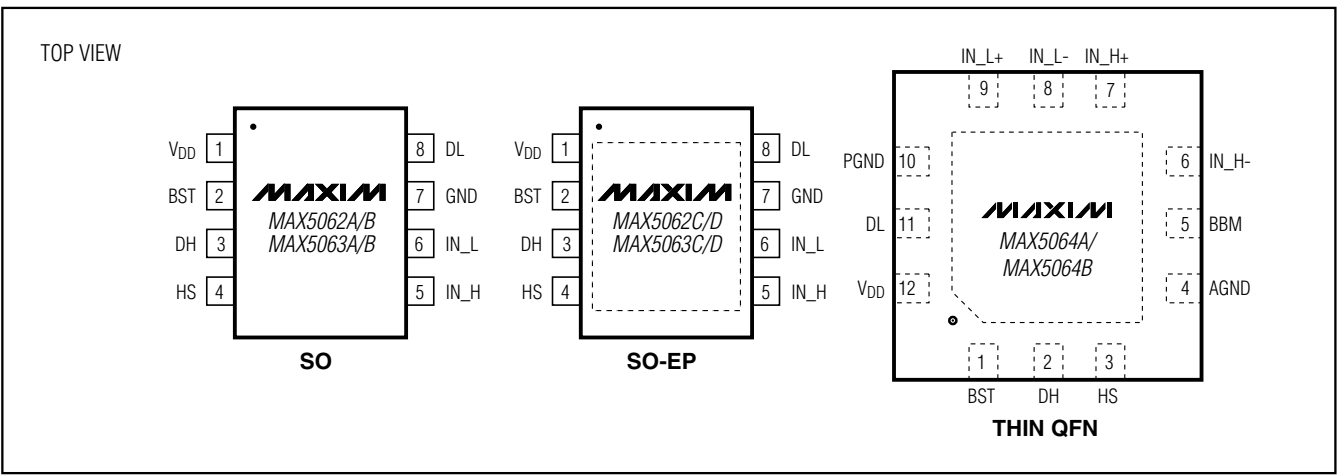 TOP VIEW
VDD 1
BST 2
DH 3
HS 4
MAXIM
MAX5062A/B
MAX5063A/B
8 DL
7 GND
6 IN_L
5 IN_H
SO
VDD 1
BST 2
DH 3
HS 4
MAXIM
MAX5062C/D
MAX5063C/D
8 DL
7 GND
6 IN_L
5 IN_H
SO-EP
IN_L+ IN_L- IN_H+
9 8 7
PGND 10
DL 11
VDD 12
MAXIM
MAX5064A/
MAX5064B
6 IN_H-
5 BBM
4 AGND
1 2 3
BST DH HS
THIN QFN